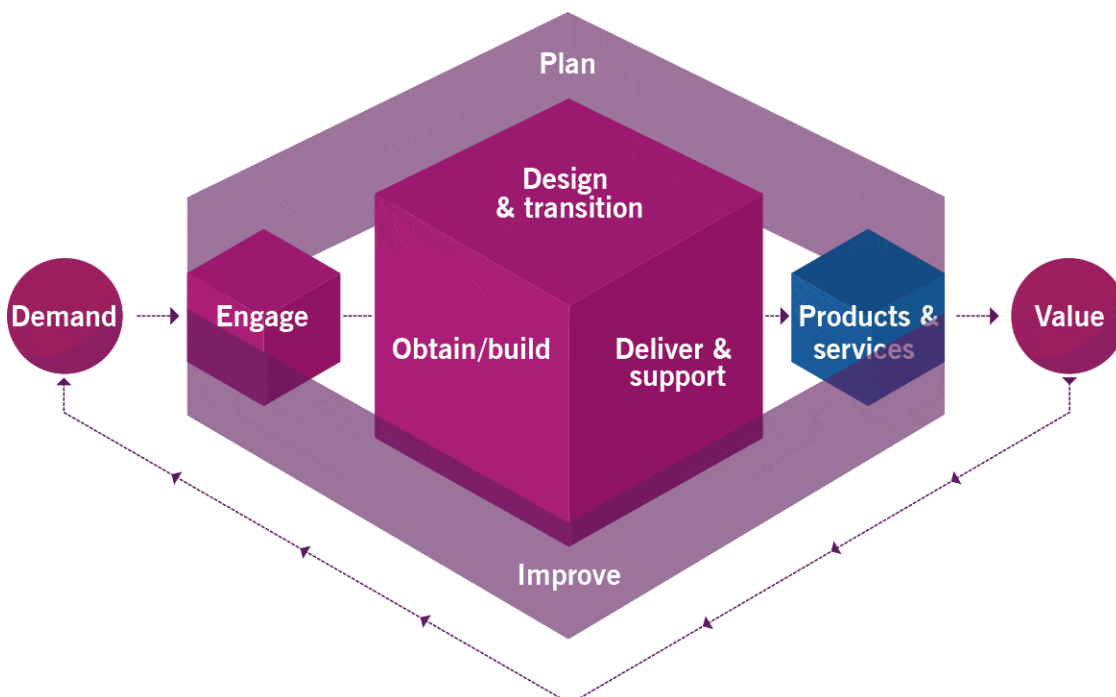 Plan
Design
& transition
Demand
Engage
Obtain/build
Deliver &
support
Products &
services
Value
Improve